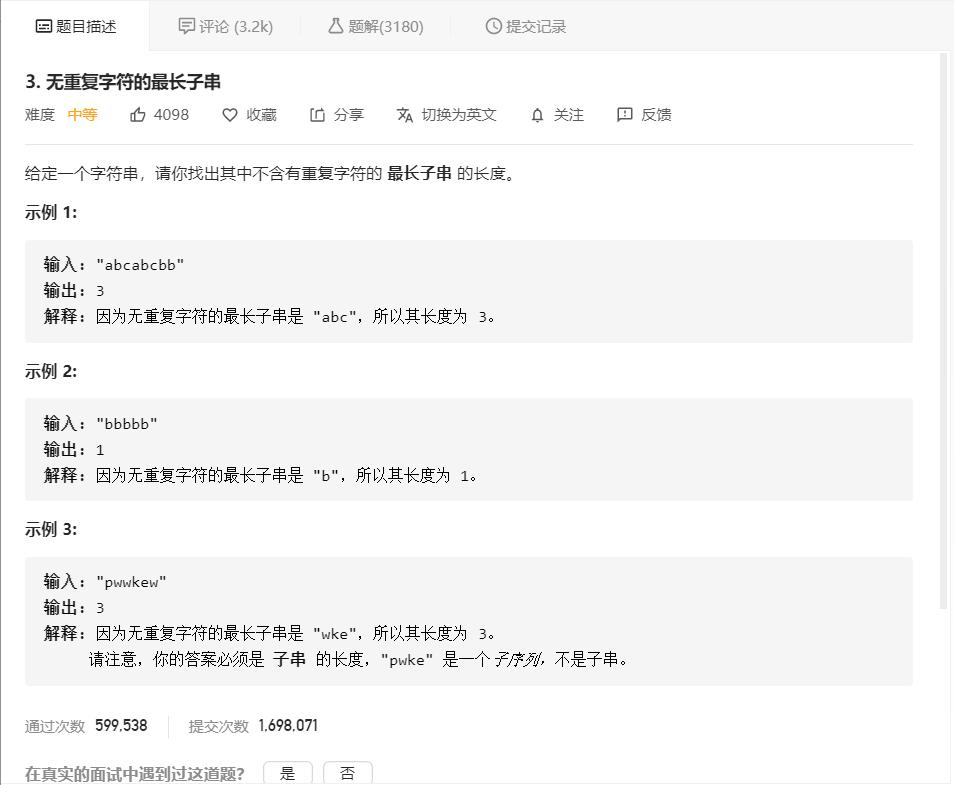 题目描述 评论 (3.2k) 题解(3180) 提交记录
3. 无重复字符的最长子串
难度 中等 4098 收藏 分享 切换为英文 关注 反馈
给定一个字符串，请你找出其中不含有重复字符的 最长子串 的长度。
示例 1:
输入: "abcabcbb"
输出: 3
解释: 因为无重复字符的最长子串是 "abc"，所以其长度为 3。
示例 2:
输入: "bbbbb"
输出: 1
解释: 因为无重复字符的最长子串是 "b"，所以其长度为 1。
示例 3:
输入: "pwwkew"
输出: 3
解释: 因为无重复字符的最长子串是 "wke"，所以其长度为 3。
请注意，你的答案必须是 子串 的长度，"pwke" 是一个子序列，不是子串。
通过次数 599,538 提交次数 1,698,071
在真实的面试中遇到过这道题? 是 否